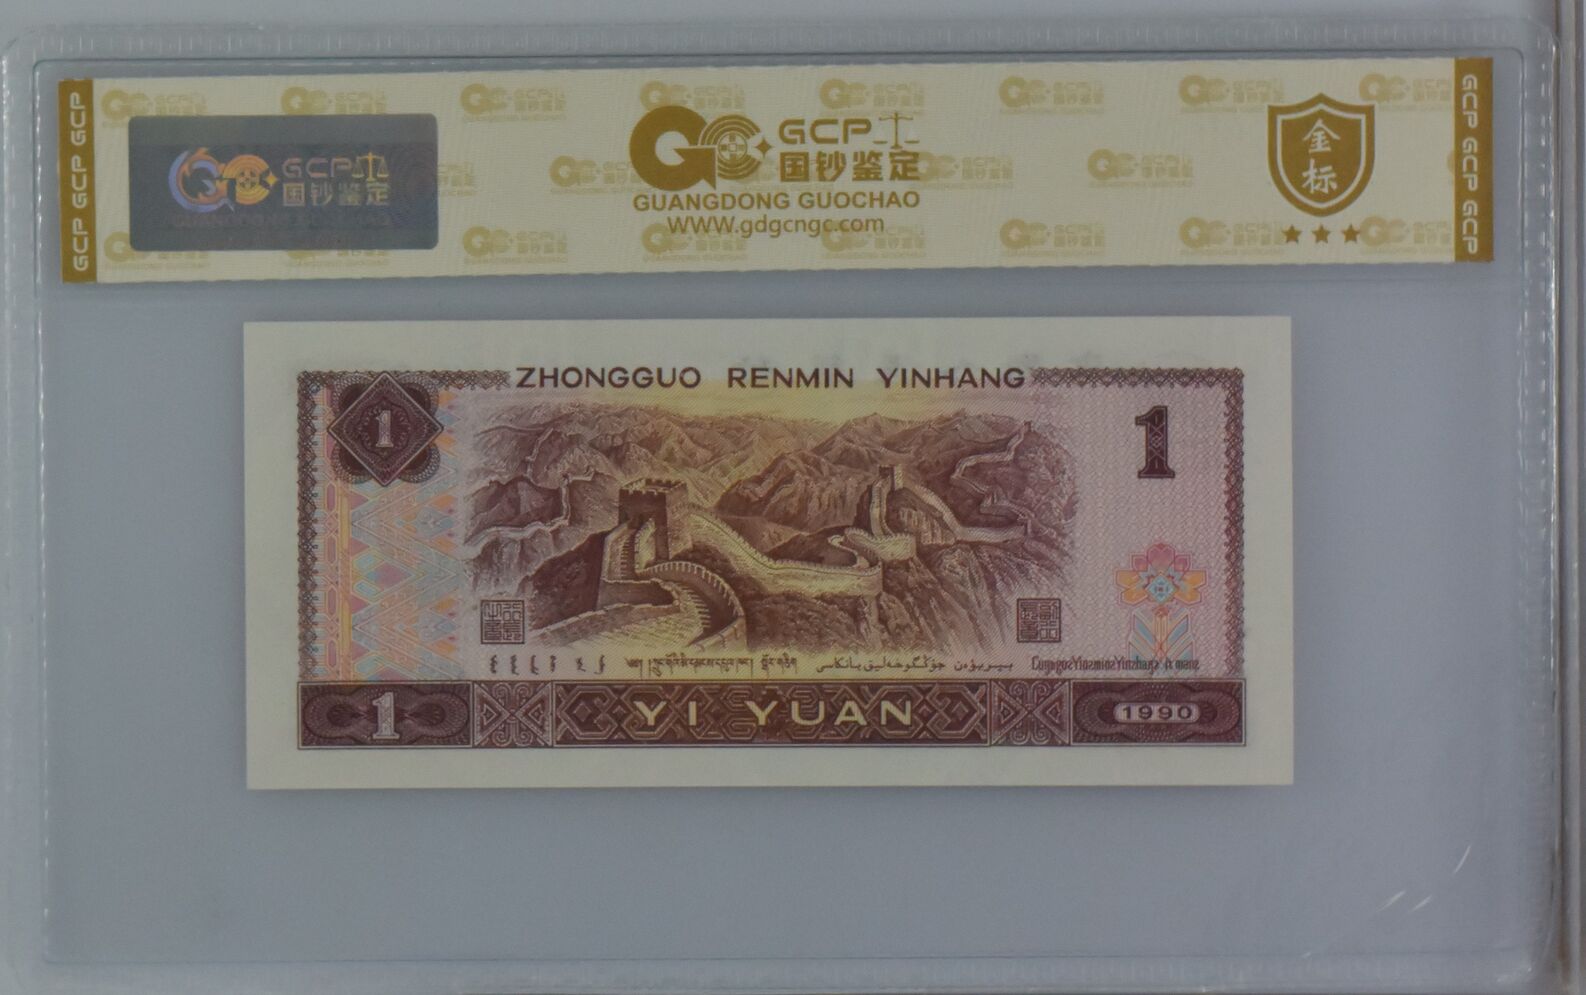 GCP GCP GCP
GCP
国钞鉴定
GCP
国钞鉴定
GUANGDONG GUOCHAO
WWW.gdgcngc.com
金标
GCP GCP GCP
ZHONGGUO RENMIN YINHANG
1
1
1
YI YUAN
1990